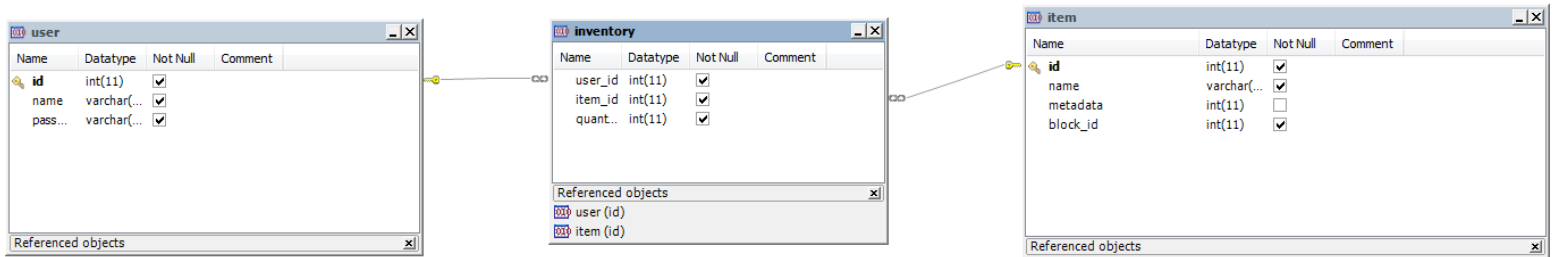 user
Name Datatype Not Null Comment
id int(11)
name varchar(...
pass... varchar(...
Referenced objects
inventory
Name Datatype Not Null Comment
user_id int(11)
item_id int(11)
quant... int(11)
Referenced objects
user (id)
item (id)
item
Name Datatype Not Null Comment
id int(11)
name varchar(...
metadata int(11)
block_id int(11)
Referenced objects